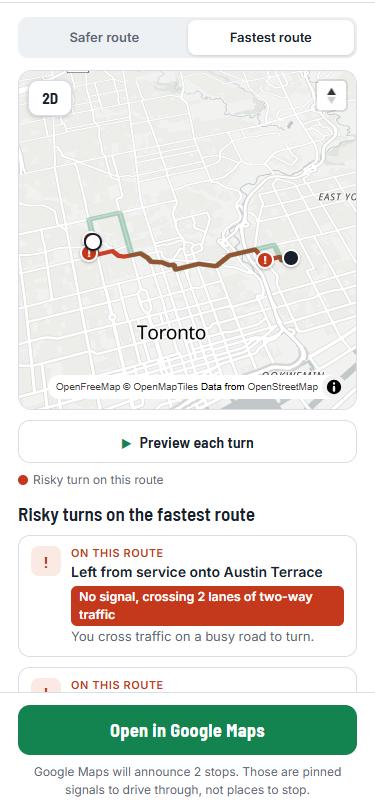 Safer route
Fastest route
2D
EAST YO
!
!
Toronto
OpenFreeMap © OpenMapTiles Data from OpenStreetMap
Preview each turn
Risky turn on this route
Risky turns on the fastest route
!
ON THIS ROUTE
Left from service onto Austin Terrace
No signal, crossing 2 lanes of two-way
traffic
You cross traffic on a busy road to turn.
ON THIS ROUTE
Open in Google Maps
Google Maps will announce 2 stops. Those are pinned
signals to drive through, not places to stop.